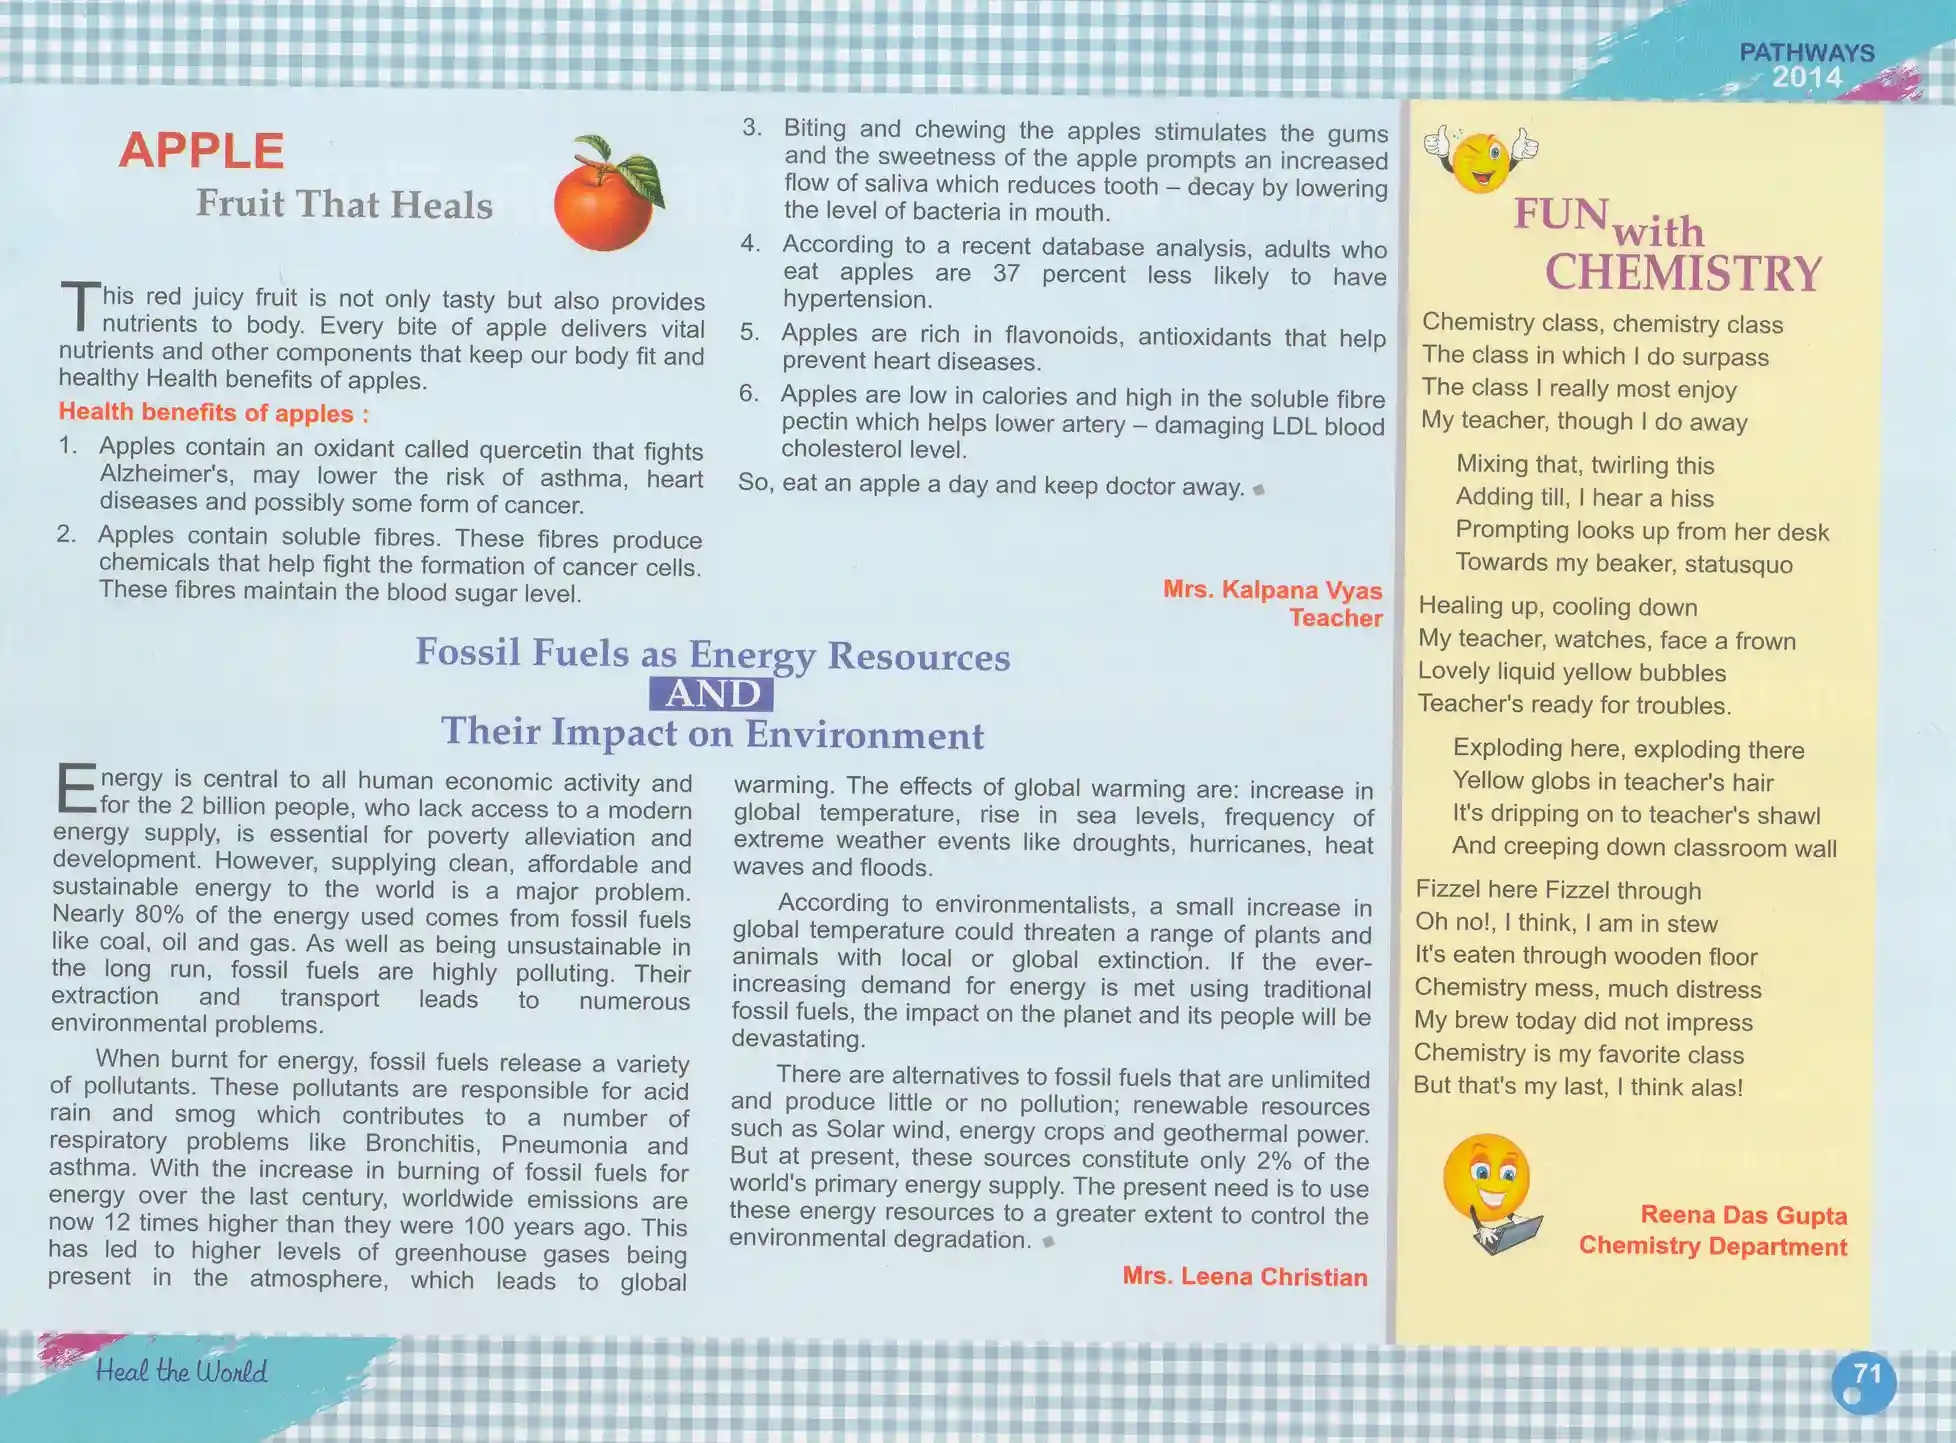 PATHWAYS
2014
APPLE
Fruit That Heals
This red juicy fruit is not only tasty but also provides
nutrients to body. Every bite of apple delivers vital
nutrients and other components that keep our body fit and
healthy Health benefits of apples.
Health benefits of apples :
1. Apples contain an oxidant called quercetin that fights
Alzheimer's, may lower the risk of asthma, heart
diseases and possibly some form of cancer.
2. Apples contain soluble fibres. These fibres produce
chemicals that help fight the formation of cancer cells.
These fibres maintain the blood sugar level.
3. Biting and chewing the apples stimulates the gums
and the sweetness of the apple prompts an increased
flow of saliva which reduces tooth – decay by lowering
the level of bacteria in mouth.
4. According to a recent database analysis, adults who
eat apples are 37 percent less likely to have
hypertension.
5. Apples are rich in flavonoids, antioxidants that help
prevent heart diseases.
6. Apples are low in calories and high in the soluble fibre
pectin which helps lower artery – damaging LDL blood
cholesterol level.
So, eat an apple a day and keep doctor away.
Mrs. Kalpana Vyas
Teacher
Fossil Fuels as Energy Resources
AND
Their Impact on Environment
Energy is central to all human economic activity and
for the 2 billion people, who lack access to a modern
energy supply, is essential for poverty alleviation and
development. However, supplying clean, affordable and
sustainable energy to the world is a major problem.
Nearly 80% of the energy used comes from fossil fuels
like coal, oil and gas. As well as being unsustainable in
the long run, fossil fuels are highly polluting. Their
extraction and transport leads to numerous
environmental problems.
When burnt for energy, fossil fuels release a variety
of pollutants. These pollutants are responsible for acid
rain and smog which contributes to a number of
respiratory problems like Bronchitis, Pneumonia and
asthma. With the increase in burning of fossil fuels for
energy over the last century, worldwide emissions are
now 12 times higher than they were 100 years ago. This
has led to higher levels of greenhouse gases being
present in the atmosphere, which leads to global
warming. The effects of global warming are: increase in
global temperature, rise in sea levels, frequency of
extreme weather events like droughts, hurricanes, heat
waves and floods.
According to environmentalists, a small increase in
global temperature could threaten a range of plants and
animals with local or global extinction. If the ever-
increasing demand for energy is met using traditional
fossil fuels, the impact on the planet and its people will be
devastating.
There are alternatives to fossil fuels that are unlimited
and produce little or no pollution; renewable resources
such as Solar wind, energy crops and geothermal power.
But at present, these sources constitute only 2% of the
world's primary energy supply. The present need is to use
these energy resources to a greater extent to control the
environmental degradation.
Mrs. Leena Christian
FUN with
CHEMISTRY
Chemistry class, chemistry class
The class in which I do surpass
The class I really most enjoy
My teacher, though I do away
Mixing that, twirling this
Adding till, I hear a hiss
Prompting looks up from her desk
Towards my beaker, statusquo
Healing up, cooling down
My teacher, watches, face a frown
Lovely liquid yellow bubbles
Teacher's ready for troubles.
Exploding here, exploding there
Yellow globs in teacher's hair
It's dripping on to teacher's shawl
And creeping down classroom wall
Fizzel here Fizzel through
Oh no!, I think, I am in stew
It's eaten through wooden floor
Chemistry mess, much distress
My brew today did not impress
Chemistry is my favorite class
But that's my last, I think alas!
Reena Das Gupta
Chemistry Department
Heal the World
71